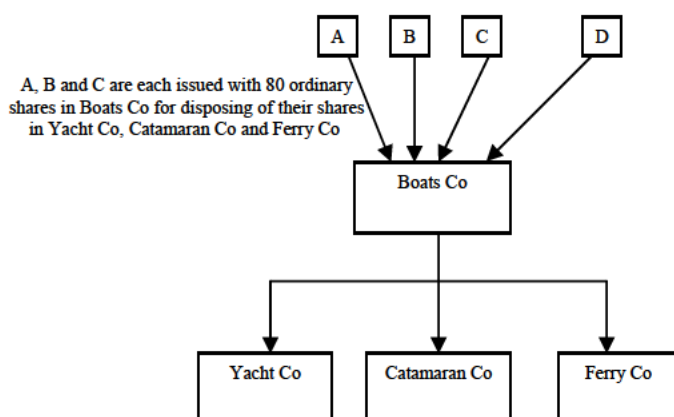 A
B
C
D
A, B and C are each issued with 80 ordinary
shares in Boats Co for disposing of their shares
in Yacht Co, Catamaran Co and Ferry Co
Boats Co
Yacht Co
Catamaran Co
Ferry Co